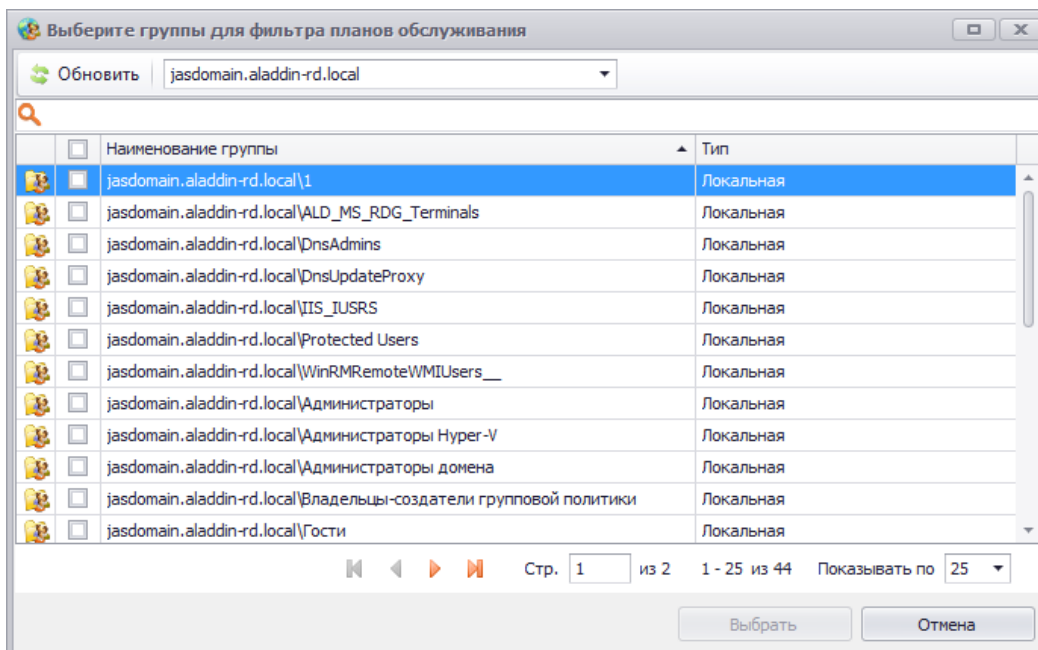 Выберите группы для фильтра планов обслуживания
Обновить jasdomain.aladdin-rd.local
Наименование группы Тип
jasdomain.aladdin-rd.local\1 Локальная
jasdomain.aladdin-rd.local\ALD_MS_RDG_Terminals Локальная
jasdomain.aladdin-rd.local\DnsAdmins Локальная
jasdomain.aladdin-rd.local\DnsUpdateProxy Локальная
jasdomain.aladdin-rd.local\IIS_IUSRS Локальная
jasdomain.aladdin-rd.local\Protected Users Локальная
jasdomain.aladdin-rd.local\WinRMRemoteWMIUsers__ Локальная
jasdomain.aladdin-rd.local\Администраторы Локальная
jasdomain.aladdin-rd.local\Администраторы Hyper-V Локальная
jasdomain.aladdin-rd.local\Администраторы домена Локальная
jasdomain.aladdin-rd.local\Владельцы-создатели групповой политики Локальная
jasdomain.aladdin-rd.local\Гости Локальная
Стр. 1 из 2 1 - 25 из 44 Показывать по 25
Выбрать Отмена